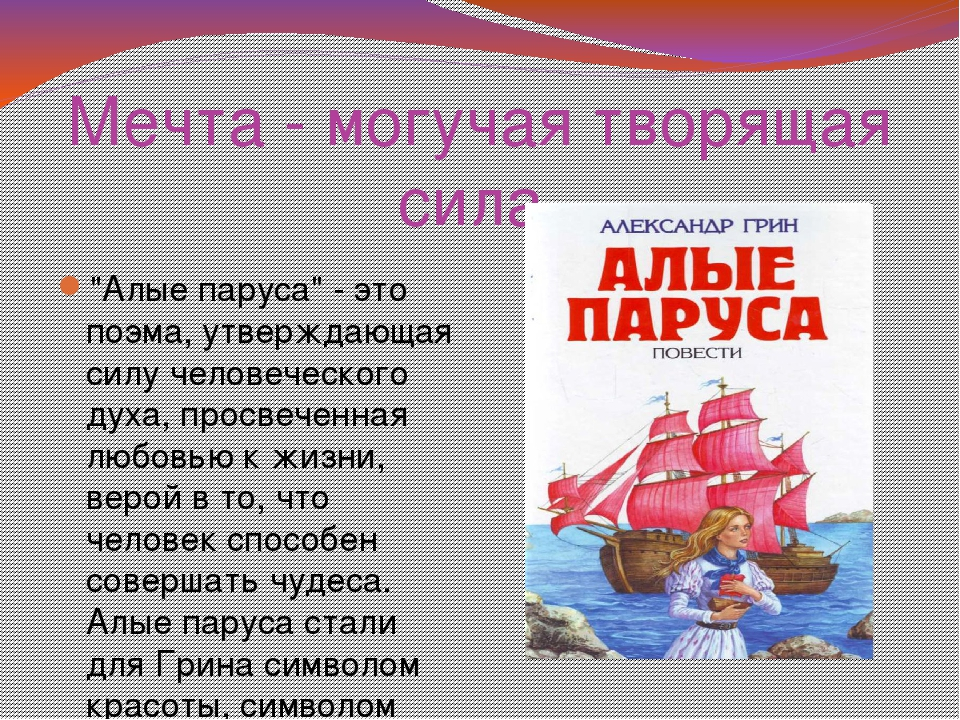 Мечта - могучая творящая
сила
"Алые паруса" - это
поэма, утверждающая
силу человеческого
духа, просвеченная
любовью к жизни,
верой в то, что
человек способен
совершать чудеса.
Алые паруса стали
для Грина символом
красоты, символом
АЛЕКСАНДР ГРИН
АЛЫЕ
ПАРУСА
ПОВЕСТИ